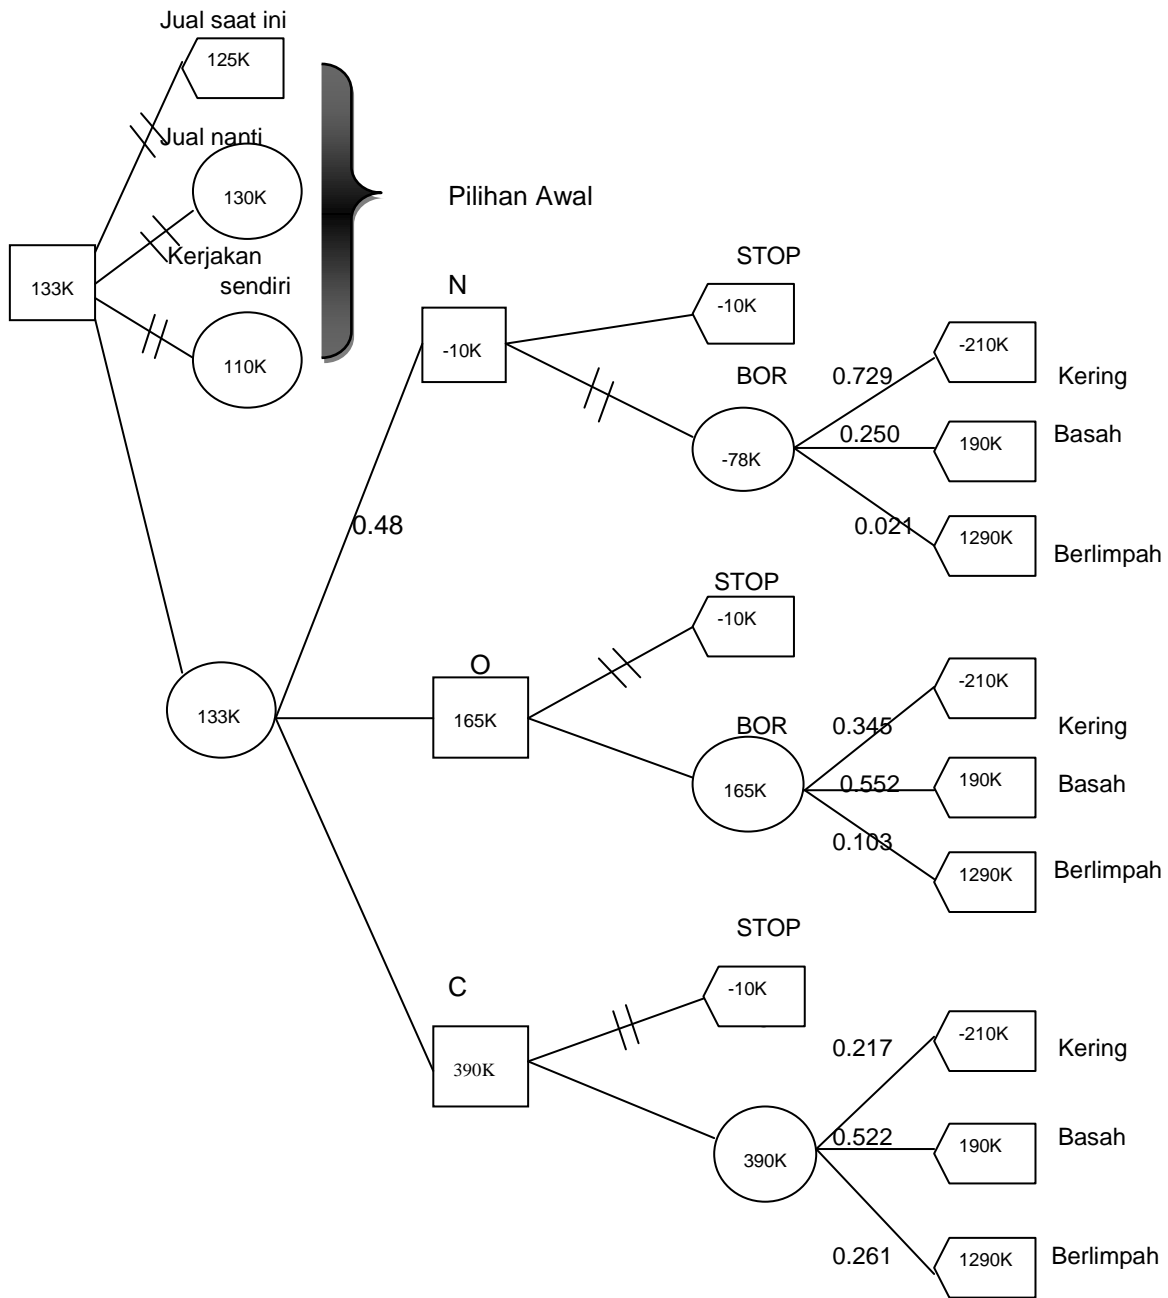 Jual saat ini
125K
Jual nanti
130K
Pilihan Awal
Kerjakan
sendiri
133K
110K
N
-10K
STOP
-10K
BOR
-78K
0.729
-210K
Kering
0.250
190K
Basah
0.021
1290K
Berlimpah
0.48
133K
STOP
-10K
O
165K
BOR
165K
0.345
-210K
Kering
0.552
190K
Basah
0.103
1290K
Berlimpah
STOP
-10K
C
390K
390K
0.217
-210K
Kering
0.522
190K
Basah
0.261
1290K
Berlimpah